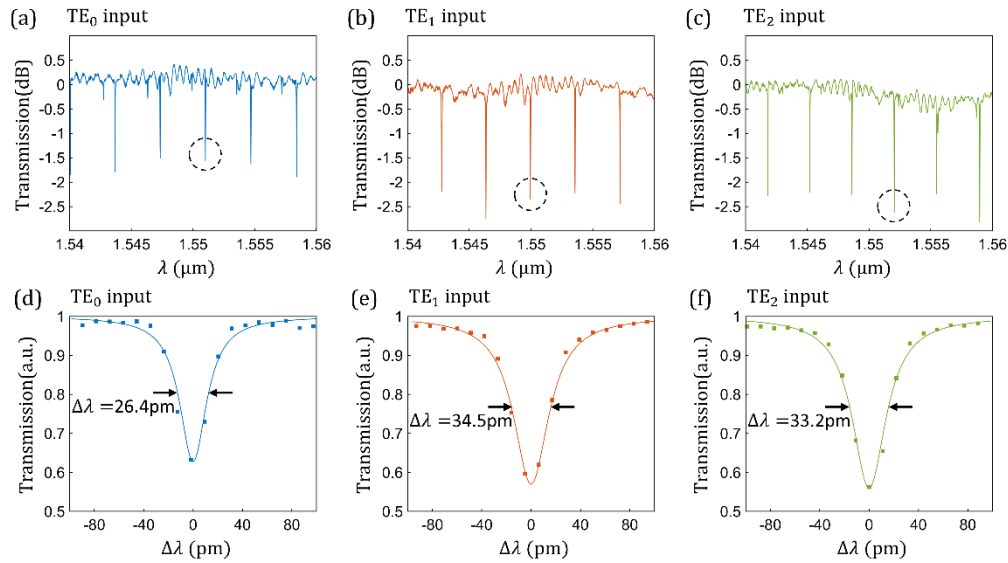 (a) TE₀ input
Transmission(dB)
0.5
0
-0.5
-1
-1.5
-2
-2.5
1.54 1.545 1.55 1.555 1.56
λ (μm)
(b) TE₁ input
Transmission(dB)
0.5
0
-0.5
-1
-1.5
-2
-2.5
1.54 1.545 1.55 1.555 1.56
λ (μm)
(c) TE₂ input
Transmission(dB)
0.5
0
-0.5
-1
-1.5
-2
-2.5
1.54 1.545 1.55 1.555 1.56
λ (μm)
(d) TE₀ input
Transmission(a.u.)
1
0.9
0.8
0.7
0.6
0.5
Δλ =26.4pm
-80 -40 0 40 80
Δλ (pm)
(e) TE₁ input
Transmission(a.u.)
1
0.9
0.8
0.7
0.6
0.5
Δλ =34.5pm
-80 -40 0 40 80
Δλ (pm)
(f) TE₂ input
Transmission(a.u.)
1
0.9
0.8
0.7
0.6
0.5
Δλ =33.2pm
-80 -40 0 40 80
Δλ (pm)